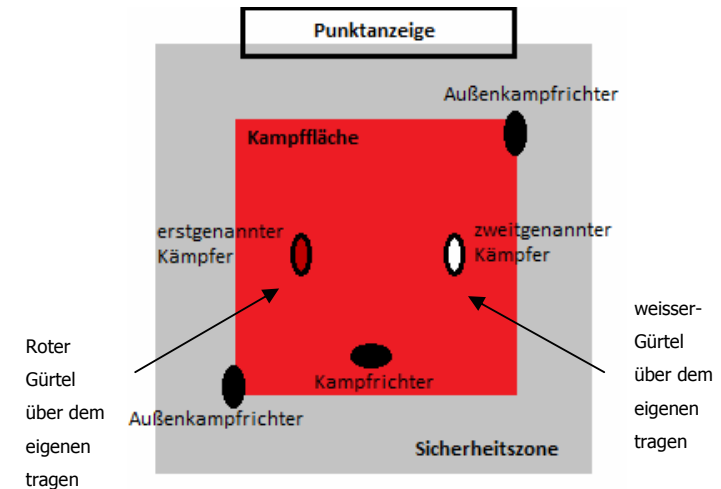 Punktanzeige
Außenkampfrichter
Kampffläche
erstgenannter
Kämpfer
zweitgenannter
Kämpfer
Roter
Gürtel
über dem
eigenen
tragen
weisser-
Gürtel
über dem
eigenen
tragen
Kampfrichter
Außenkampfrichter
Sicherheitszone